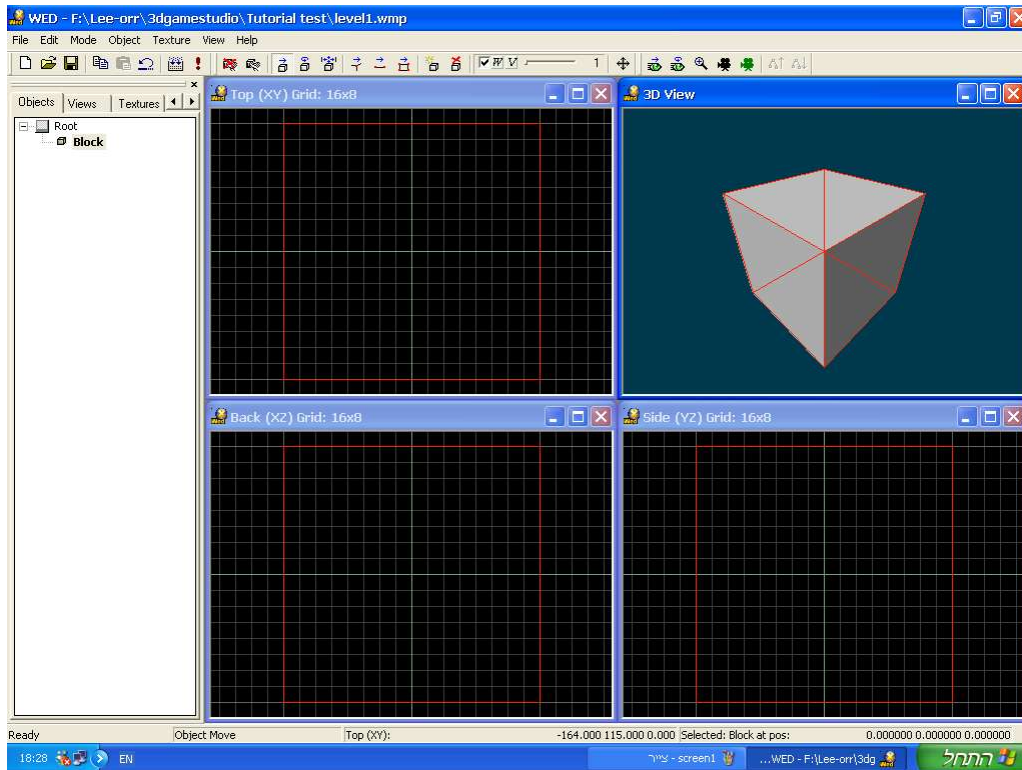 WED - F:\Lee-orr\3dgamestudio\Tutorial test\level1.wmp
File Edit Mode Object Texture View Help
W V 1
Objects Views Textures
Root
Block
Top (XY) Grid: 16x8
3D View
Back (XZ) Grid: 16x8
Side (YZ) Grid: 16x8
Ready Object Move Top (XY): -164.000 115.000 0.000 Selected: Block at pos: 0.000000 0.000000 0.000000
18:28 EN screen1 - צייר ...WED - F:\Lee-orr\3dg התחל